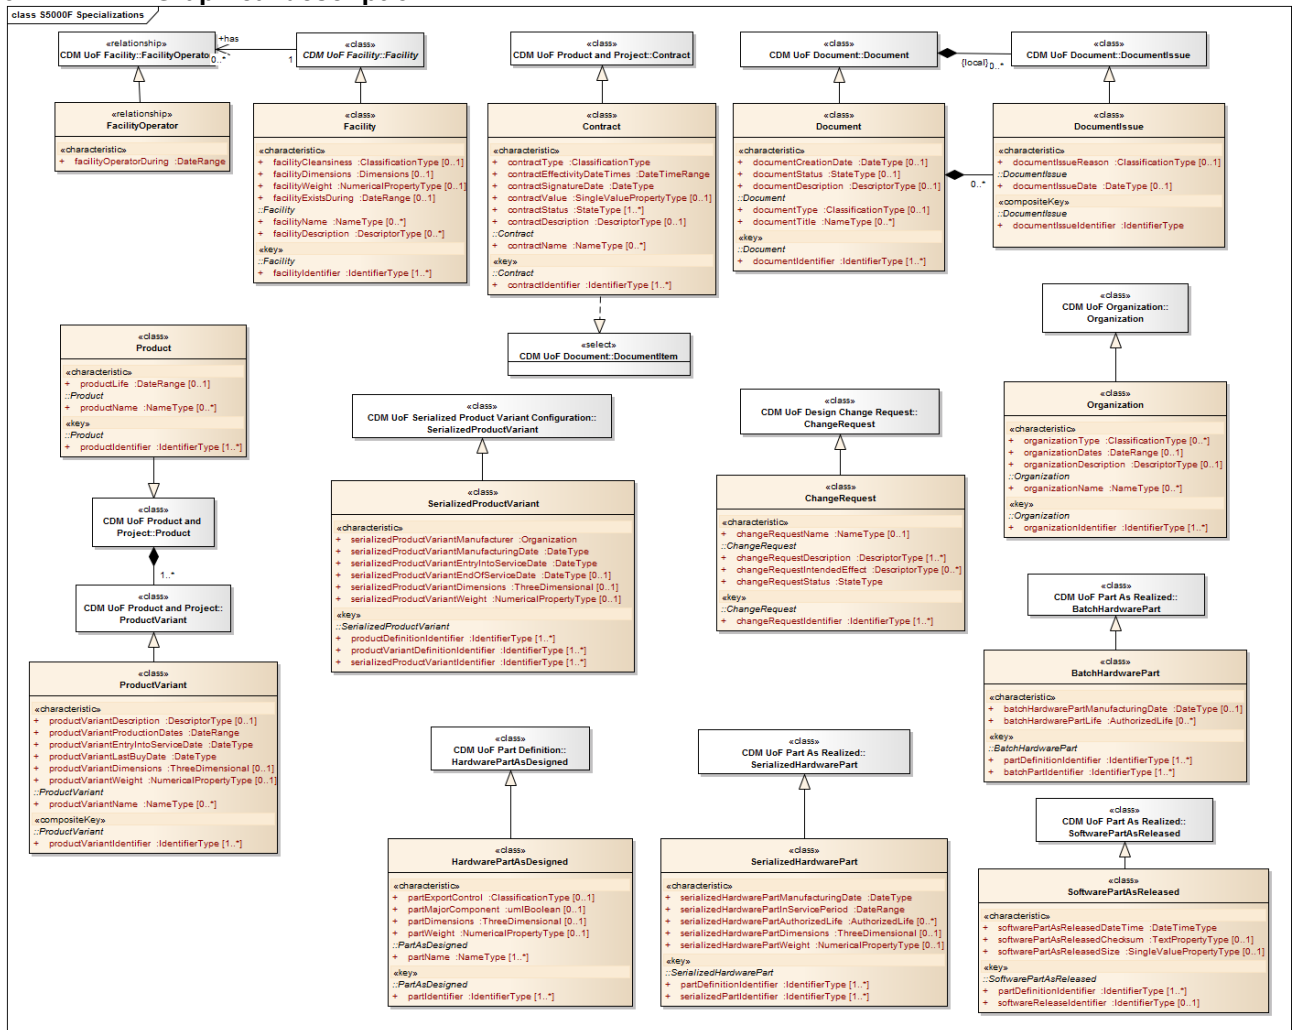 class S5000F Specializations
«relationship»
CDM UoF Facility::FacilityOperato
+has
0..*
1
«class»
CDM UoF Facility::Facility
«class»
CDM UoF Product and Project::Contract
«class»
CDM UoF Document::Document
{local}
0..*
«class»
CDM UoF Document::DocumentIssue
«relationship»
FacilityOperator
«characteristic»
+ facilityOperatorDuring :DateRange
«class»
Facility
«characteristic»
+ facilityCleansiness :ClassificationType [0..1]
+ facilityDimensions :Dimensions [0..1]
+ facilityWeight :NumericalPropertyType [0..1]
+ facilityExistsDuring :DateRange [0..1]
::Facility
+ facilityName :NameType [0..*]
+ facilityDescription :DescriptorType [0..*]
«key»
::Facility
+ facilityIdentifier :IdentifierType [1..*]
«class»
Contract
«characteristic»
+ contractType :ClassificationType
+ contractEffectivityDateTimes :DateTimeRange
+ contractSignatureDate :DateType
+ contractValue :SingleValuePropertyType [0..1]
+ contractStatus :StateType [1..*]
+ contractDescription :DescriptorType [0..1]
::Contract
+ contractName :NameType [0..*]
«key»
::Contract
+ contractIdentifier :IdentifierType [1..*]
«class»
Document
«characteristic»
+ documentCreationDate :DateType [0..1]
+ documentStatus :StateType [0..1]
+ documentDescription :DescriptorType [0..1]
::Document
+ documentType :ClassificationType [0..1]
+ documentTitle :NameType [0..*]
«key»
::Document
+ documentIdentifier :IdentifierType [1..*]
0..*
«class»
DocumentIssue
«characteristic»
+ documentIssueReason :ClassificationType [0..1]
::DocumentIssue
+ documentIssueDate :DateType [0..1]
«compositeKey»
::DocumentIssue
+ documentIssueIdentifier :IdentifierType
«select»
CDM UoF Document::DocumentItem
«class»
CDM UoF Organization::
Organization
«class»
Product
«characteristic»
+ productLife :DateRange [0..1]
::Product
+ productName :NameType [0..*]
«key»
::Product
+ productIdentifier :IdentifierType [1..*]
«class»
CDM UoF Serialized Product Variant Configuration::
SerializedProductVariant
«class»
CDM UoF Design Change Request::
ChangeRequest
«class»
Organization
«characteristic»
+ organizationType :ClassificationType [0..*]
+ organizationDates :DateRange [0..1]
+ organizationDescription :DescriptorType [0..1]
::Organization
+ organizationName :NameType [0..*]
«key»
::Organization
+ organizationIdentifier :IdentifierType [1..*]
«class»
CDM UoF Product and
Project::Product
1..*
«class»
CDM UoF Product and Project::
ProductVariant
«class»
SerializedProductVariant
«characteristic»
+ serializedProductVariantManufacturer :Organization
+ serializedProductVariantManufacturingDate :DateType
+ serializedProductVariantEntryIntoServiceDate :DateType
+ serializedProductVariantEndOfServiceDate :DateType [0..1]
+ serializedProductVariantDimensions :ThreeDimensional [0..1]
+ serializedProductVariantWeight :NumericalPropertyType [0..1]
«key»
::SerializedProductVariant
+ productDefinitionIdentifier :IdentifierType [1..*]
+ productVariantDefinitionIdentifier :IdentifierType [1..*]
+ serializedProductVariantIdentifier :IdentifierType [1..*]
«class»
ChangeRequest
«characteristic»
+ changeRequestName :NameType [0..1]
::ChangeRequest
+ changeRequestDescription :DescriptorType [1..*]
+ changeRequestIntendedEffect :DescriptorType [0..*]
+ changeRequestStatus :StateType
«key»
::ChangeRequest
+ changeRequestIdentifier :IdentifierType [1..*]
«class»
CDM UoF Part As Realized::
BatchHardwarePart
«class»
BatchHardwarePart
«characteristic»
+ batchHardwarePartManufacturingDate :DateType [0..1]
+ batchHardwarePartLife :AuthorizedLife [0..*]
«key»
::BatchHardwarePart
+ partDefinitionIdentifier :IdentifierType [1..*]
+ batchPartIdentifier :IdentifierType [1..*]
«class»
ProductVariant
«characteristic»
+ productVariantDescription :DescriptorType [0..1]
+ productVariantProductionDates :DateRange
+ productVariantEntryIntoServiceDate :DateType
+ productVariantLastBuyDate :DateType
+ productVariantDimensions :ThreeDimensional [0..1]
+ productVariantWeight :NumericalPropertyType [0..1]
::ProductVariant
+ productVariantName :NameType [0..*]
«compositeKey»
::ProductVariant
+ productVariantIdentifier :IdentifierType [1..*]
«class»
CDM UoF Part Definition::
HardwarePartAsDesigned
«class»
CDM UoF Part As Realized::
SerializedHardwarePart
«class»
CDM UoF Part As Realized::
SoftwarePartAsReleased
«class»
HardwarePartAsDesigned
«characteristic»
+ partExportControl :ClassificationType [0..1]
+ partMajorComponent :umlBoolean [0..1]
+ partDimensions :ThreeDimensional [0..1]
+ partWeight :NumericalPropertyType [0..1]
::PartAsDesigned
+ partName :NameType [1..*]
«key»
::PartAsDesigned
+ partIdentifier :IdentifierType [1..*]
«class»
SerializedHardwarePart
«characteristic»
+ serializedHardwarePartManufacturingDate :DateType
+ serializedHardwarePartInServicePeriod :DateRange
+ serializedHardwarePartAuthorizedLife :AuthorizedLife [0..*]
+ serializedHardwarePartDimensions :ThreeDimensional [0..1]
+ serializedHardwarePartWeight :NumericalPropertyType [0..1]
«key»
::SerializedHardwarePart
+ partDefinitionIdentifier :IdentifierType [1..*]
+ serializedPartIdentifier :IdentifierType [1..*]
«class»
SoftwarePartAsReleased
«characteristic»
+ softwarePartAsReleasedDateTime :DateTimeType
+ softwarePartAsReleasedChecksum :TextPropertyType [0..1]
+ softwarePartAsReleasedSize :SingleValuePropertyType [0..1]
«key»
::SoftwarePartAsReleased
+ partDefinitionIdentifier :IdentifierType [1..*]
+ softwareReleaseIdentifier :IdentifierType [0..1]